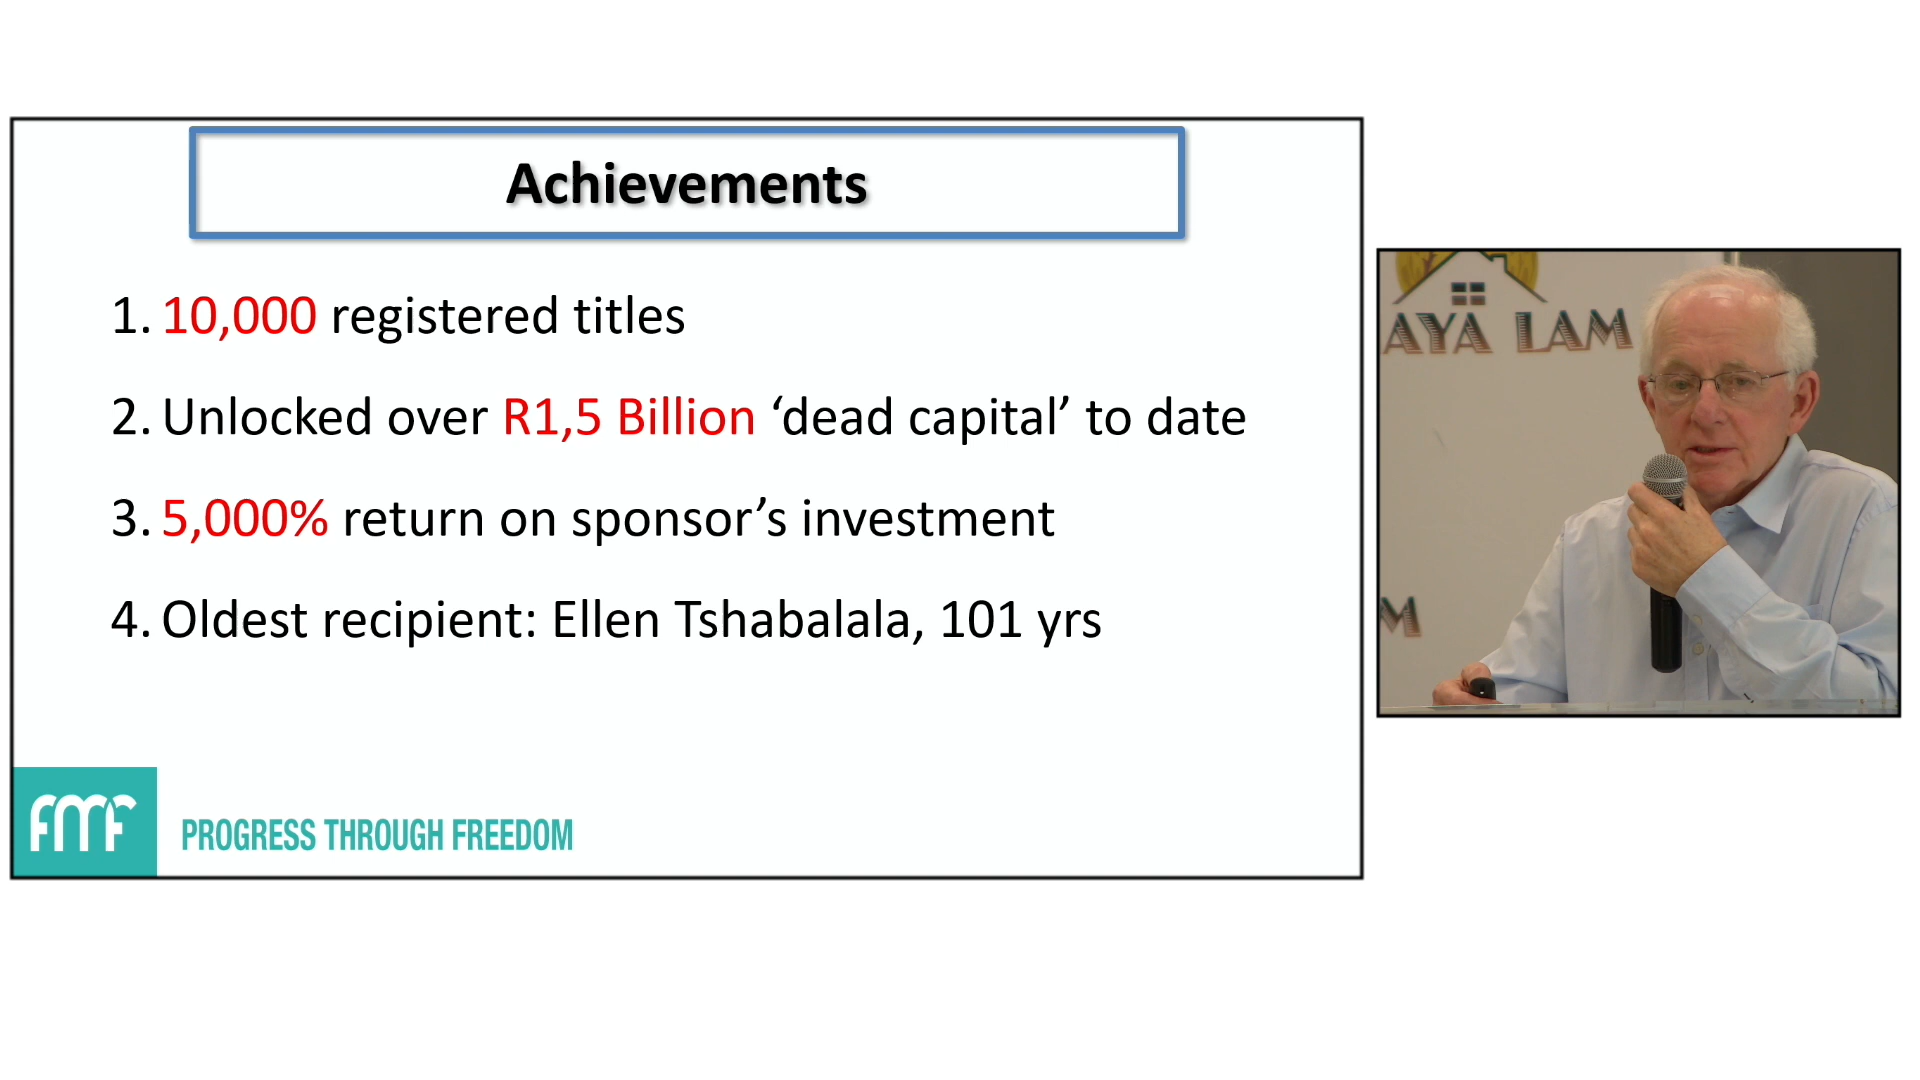 Achievements
1. 10,000 registered titles
2. Unlocked over R1,5 Billion ‘dead capital’ to date
3. 5,000% return on sponsor’s investment
4. Oldest recipient: Ellen Tshabalala, 101 yrs
FMF
PROGRESS THROUGH FREEDOM
AYA LAM
M